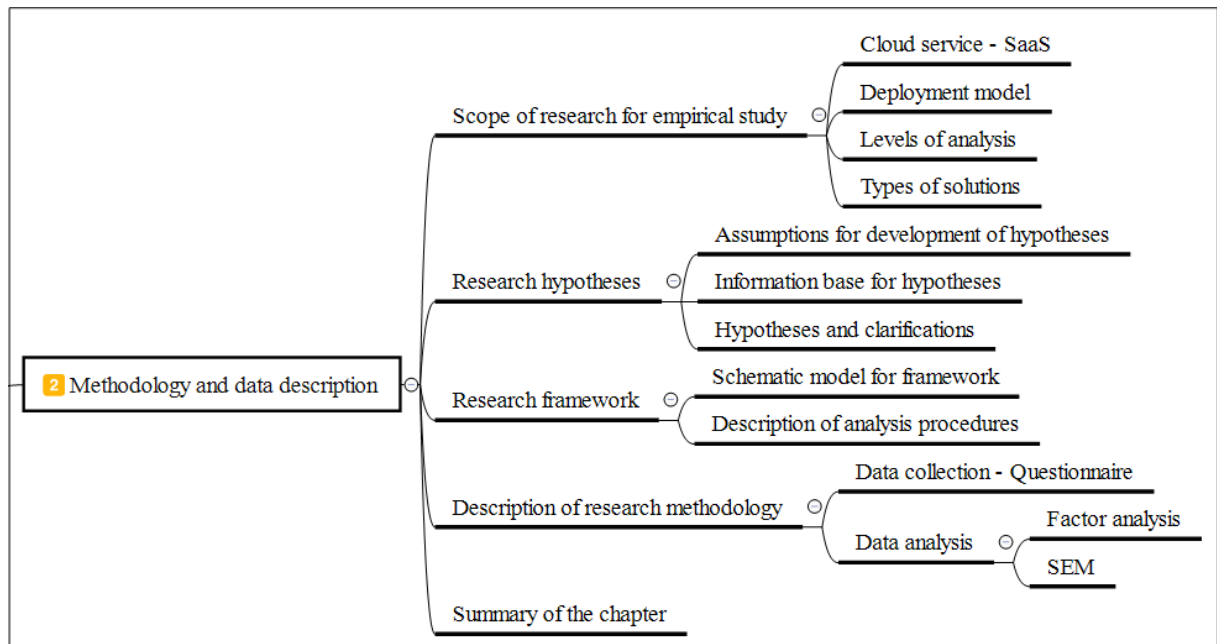 2 Methodology and data description
Scope of research for empirical study
Cloud service - SaaS
Deployment model
Levels of analysis
Types of solutions
Research hypotheses
Assumptions for development of hypotheses
Information base for hypotheses
Hypotheses and clarifications
Research framework
Schematic model for framework
Description of analysis procedures
Description of research methodology
Data collection - Questionnaire
Data analysis
Factor analysis
SEM
Summary of the chapter